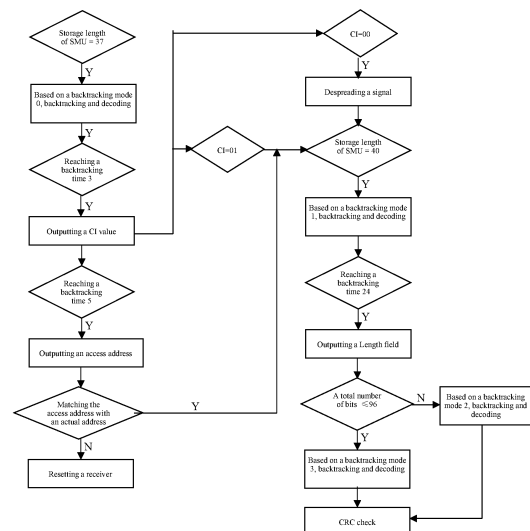 Storage length
of SMU = 37
Y
Based on a backtracking mode
0, backtracking and decoding
Y
Reaching a
backtracking
time 3
Y
Outputting a CI value
Reaching a
backtracking
time 5
Y
Outputting an access address
Matching the
access address with
an actual address
Y
N
Resetting a receiver
CI=01
CI=00
Y
Despreading a signal
Storage length
of SMU = 40
Y
Based on a backtracking mode
1, backtracking and decoding
Reaching a
backtracking
time 24
Y
Outputting a Length field
A total number
of bits ≤96
N
Based on a backtracking
mode 2, backtracking and
decoding
Y
Based on a backtracking mode
3, backtracking and decoding
CRC check